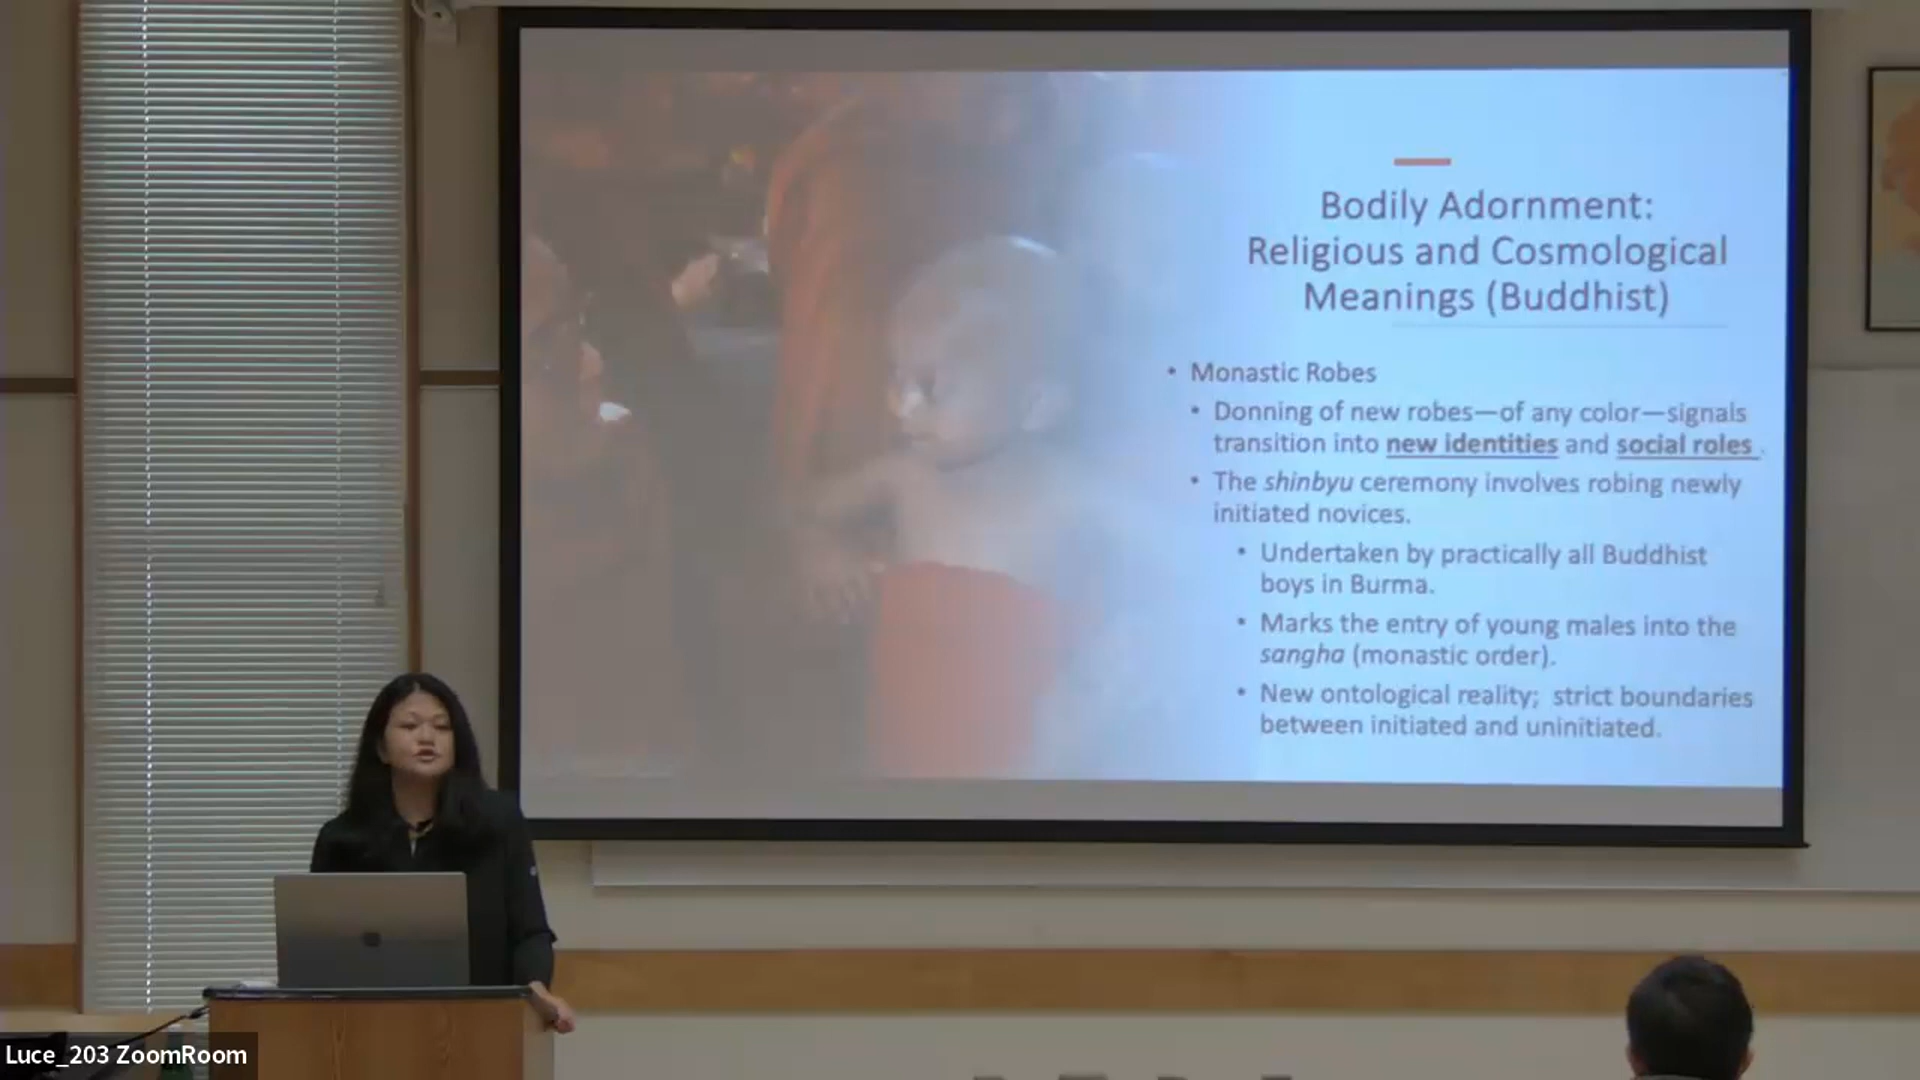 Bodily Adornment:
Religious and Cosmological
Meanings (Buddhist)
• Monastic Robes
• Donning of new robes—of any color—signals
transition into new identities and social roles .
• The shinbyu ceremony involves robing newly
initiated novices.
• Undertaken by practically all Buddhist
boys in Burma.
• Marks the entry of young males into the
sangha (monastic order).
• New ontological reality; strict boundaries
between initiated and uninitiated.
Luce_203 ZoomRoom